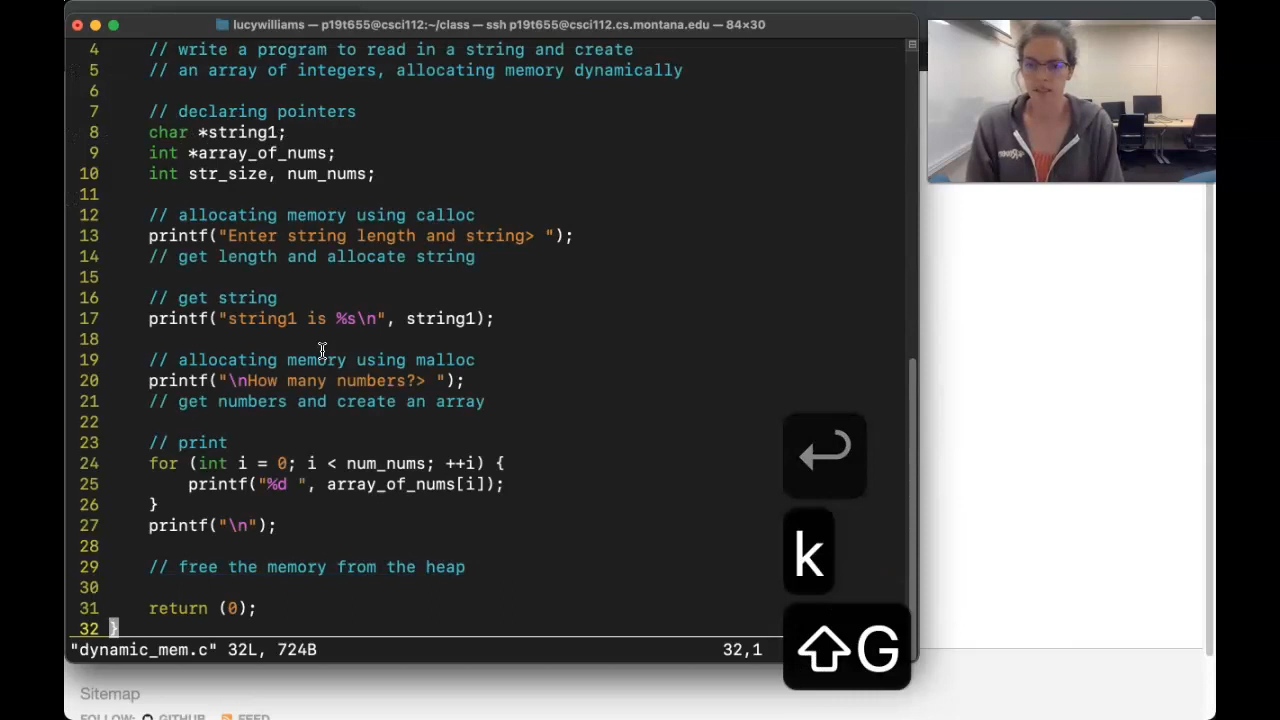 lucywilliams — p19t655@csci112:~/class — ssh p19t655@csci112.cs.montana.edu — 84×30
4 // write a program to read in a string and create
5 // an array of integers, allocating memory dynamically
6
7 // declaring pointers
8 char *string1;
9 int *array_of_nums;
10 int str_size, num_nums;
11
12 // allocating memory using calloc
13 printf("Enter string length and string> ");
14 // get length and allocate string
15
16 // get string
17 printf("string1 is %s\n", string1);
18
19 // allocating memory using malloc
20 printf("\nHow many numbers?> ");
21 // get numbers and create an array
22
23 // print
24 for (int i = 0; i < num_nums; ++i) {
25 printf("%d ", array_of_nums[i]);
26 }
27 printf("\n");
28
29 // free the memory from the heap
30
31 return (0);
32 }
"dynamic_mem.c" 32L, 724B 32,1
k
G
Sitemap
FOLLOW: GITHUB FEED